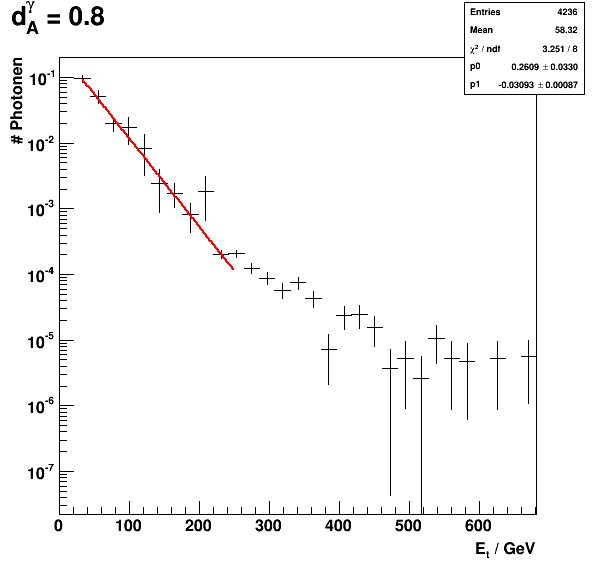 d_A^γ = 0.8
Entries 4236
Mean 58.32
χ² / ndf 3.251 / 8
p0 0.2609 ± 0.0330
p1 -0.03093 ± 0.00087
# Photonen
10⁻¹
10⁻²
10⁻³
10⁻⁴
10⁻⁵
10⁻⁶
10⁻⁷
0 100 200 300 400 500 600
E_t / GeV